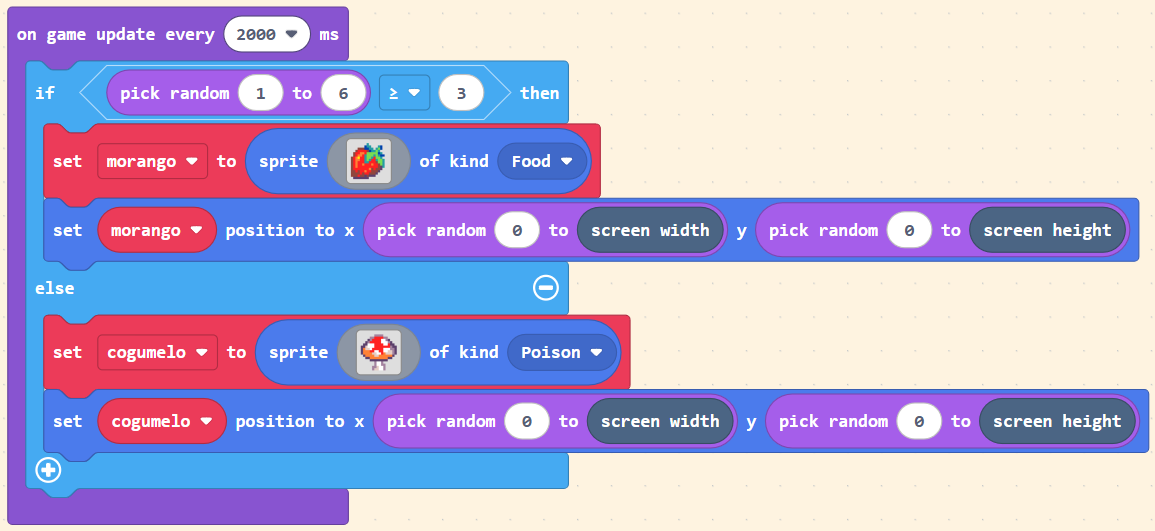 on game update every 2000 ms
if pick random 1 to 6 ≥ 3 then
set morango to sprite of kind Food
set morango position to x pick random 0 to screen width y pick random 0 to screen height
else
set cogumelo to sprite of kind Poison
set cogumelo position to x pick random 0 to screen width y pick random 0 to screen height